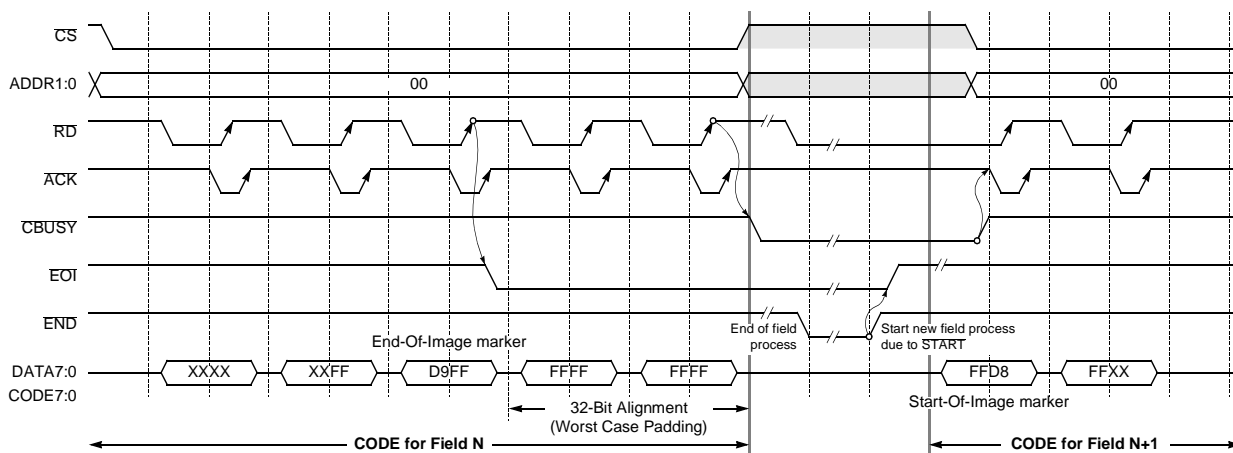 CS
ADDR1:0 00 00
RD
ACK
CBUSY
EOI
END
End of field
process
Start new field process
due to START
End-Of-Image marker
DATA7:0 XXXX XXFF D9FF FFFF FFFF FFD8 FFXX
CODE7:0
32-Bit Alignment
(Worst Case Padding)
Start-Of-Image marker
CODE for Field N CODE for Field N+1